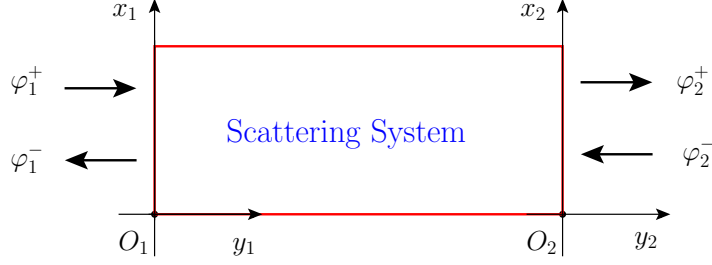 x₁ x₂
φ₁⁺ φ₂⁺
Scattering System
φ₁⁻ φ₂⁻
O₁ y₁ O₂ y₂